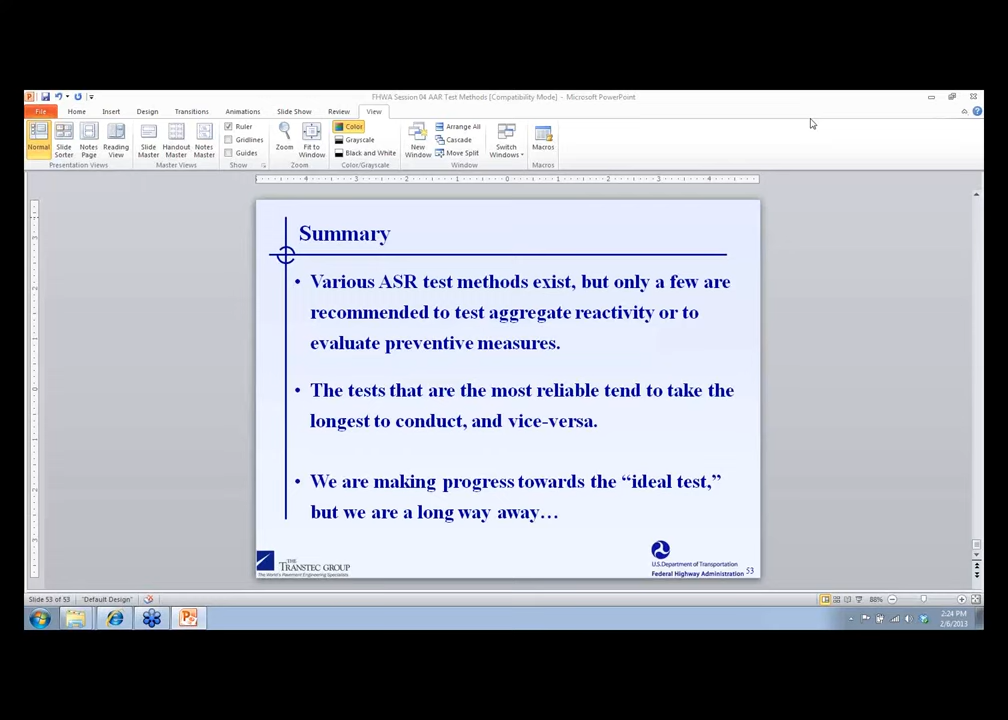 FHWA Session 04 AAR Test Methods [Compatibility Mode] - Microsoft PowerPoint
File Home Insert Design Transitions Animations Slide Show Review View
Normal Slide Sorter Notes Page Reading View Slide Master Handout Master Notes Master
Ruler
Gridlines
Guides
Zoom Fit to Window
Color
Grayscale
Black and White
New Window
Arrange All
Cascade
Move Split
Switch Windows
Macros
Presentation Views Master Views Show Zoom Color/Grayscale Window Macros
Summary
• Various ASR test methods exist, but only a few are
recommended to test aggregate reactivity or to
evaluate preventive measures.
• The tests that are the most reliable tend to take the
longest to conduct, and vice-versa.
• We are making progress towards the “ideal test,”
but we are a long way away…
THE
TRANSTEC GROUP
The World's Pavement Engineering Specialists
U.S.Department of Transportation
Federal Highway Administration
53
Slide 53 of 53 "Default Design" 88%
2:24 PM
2/6/2013